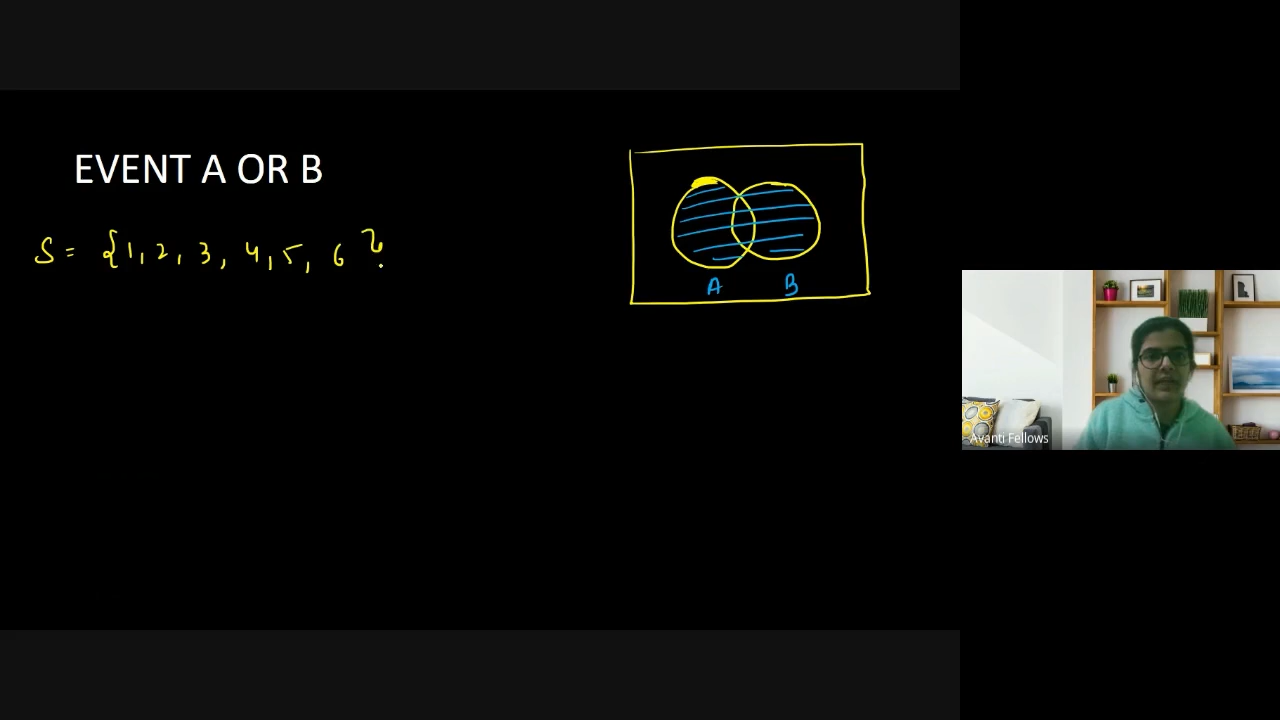 EVENT A OR B
S = {1, 2, 3, 4, 5, 6}
A B
Avanti Fellows